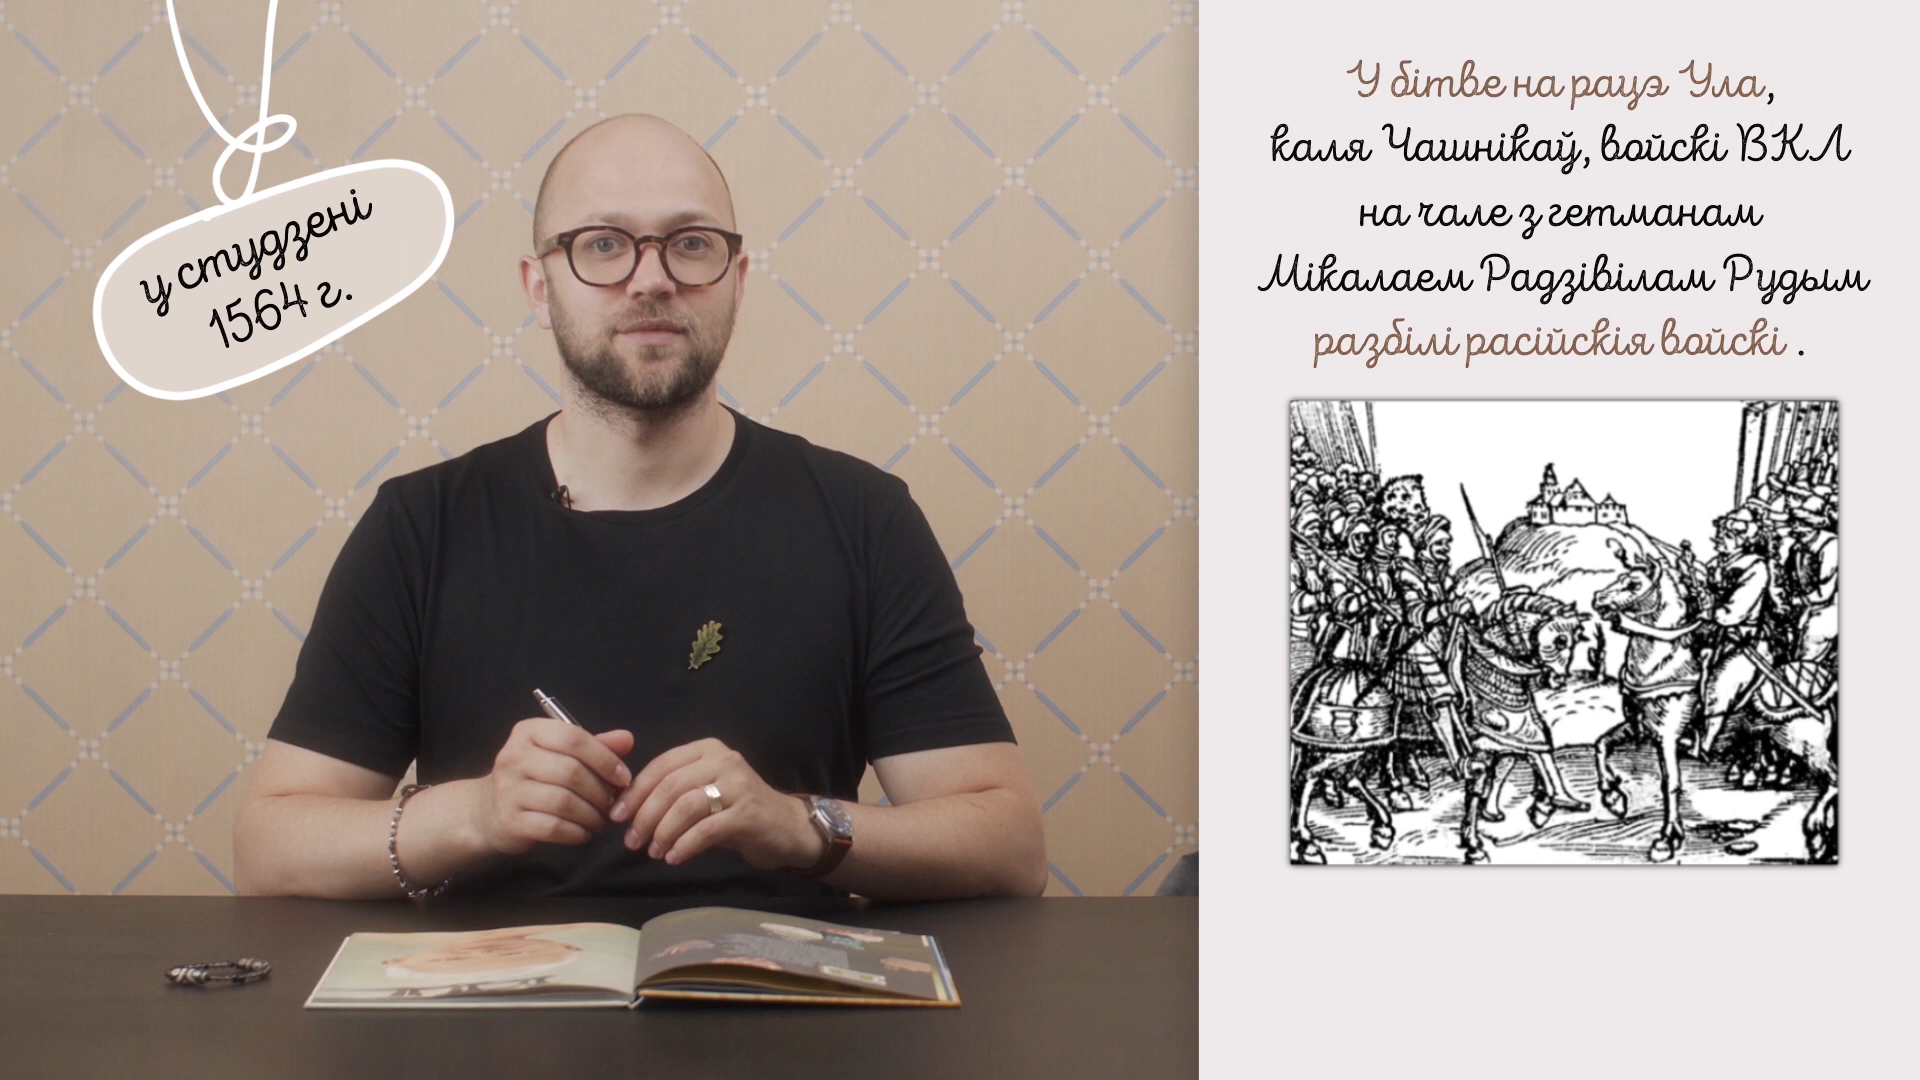 у студзені
1564 г.
У бітве на рацэ Ула,
каля Чашнікаў, войскі ВКЛ
на чале з гетманам
Мікалаем Радзівілам Рудым
разбілі расійскія войскі .